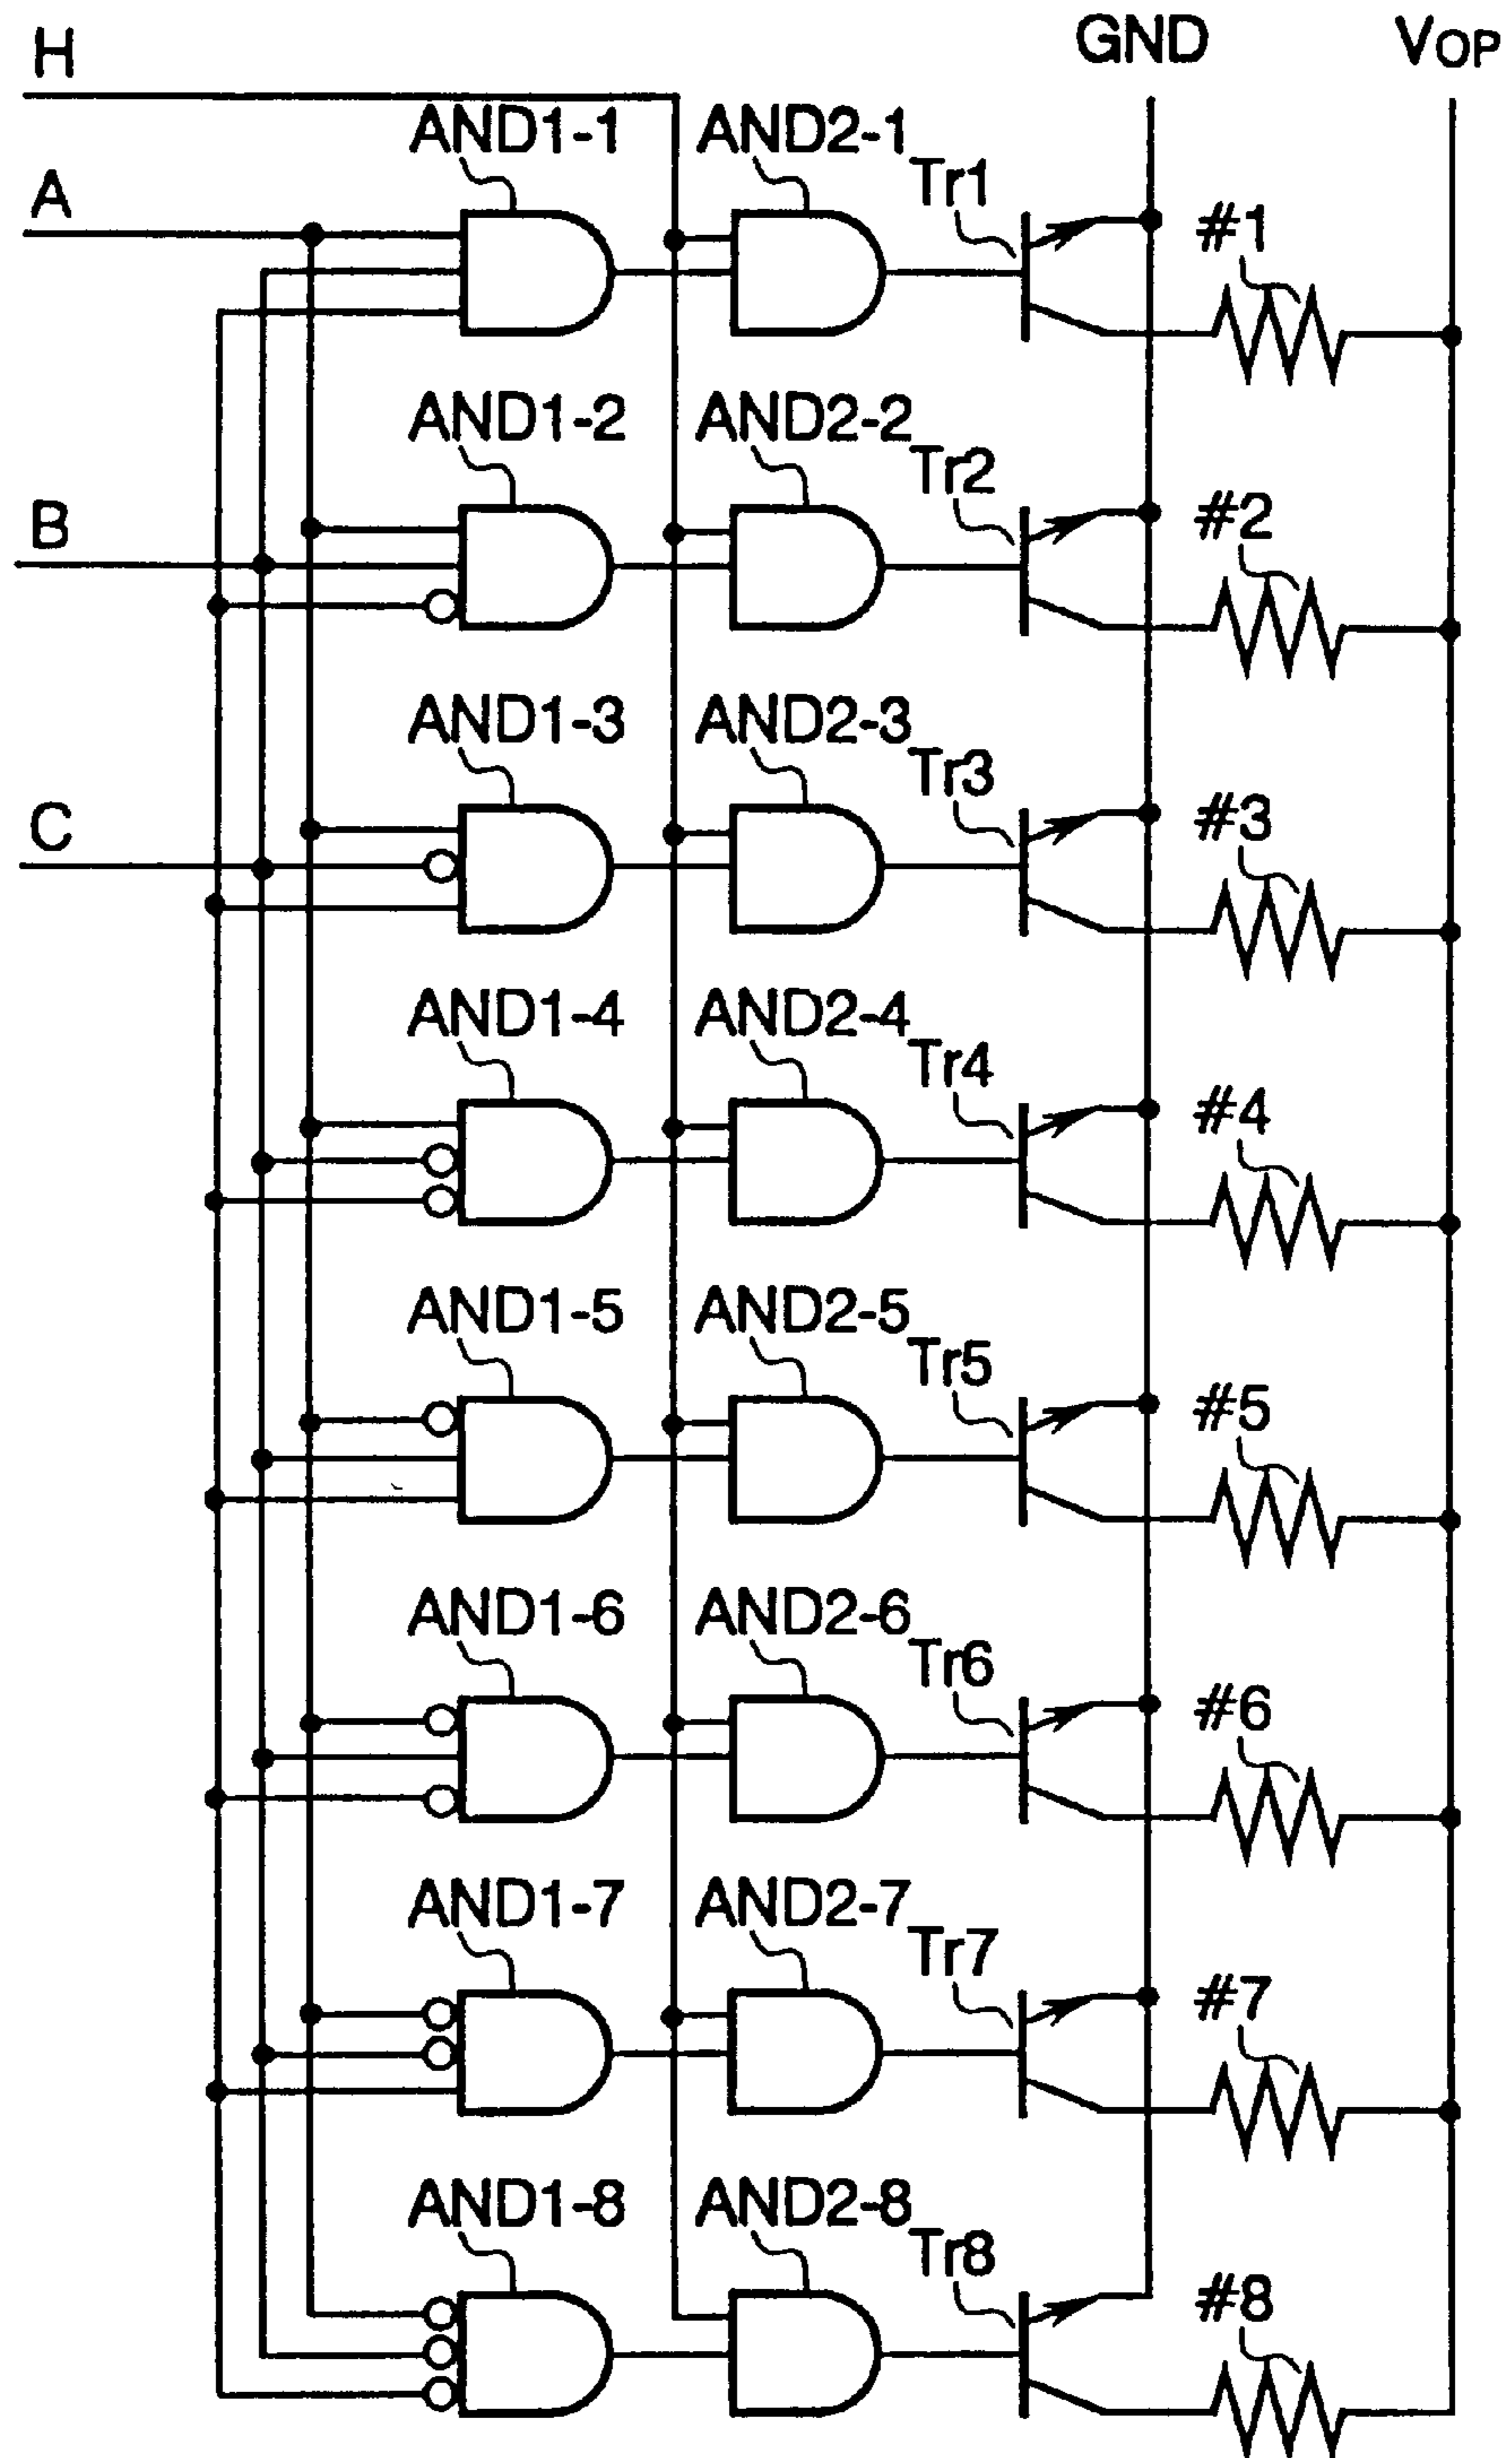 H
GND
VOP
AND1-1
AND2-1
Tr1
A
#1
AND1-2
AND2-2
Tr2
B
#2
AND1-3
AND2-3
Tr3
C
#3
AND1-4
AND2-4
Tr4
#4
AND1-5
AND2-5
Tr5
#5
AND1-6
AND2-6
Tr6
#6
AND1-7
AND2-7
Tr7
#7
AND1-8
AND2-8
Tr8
#8